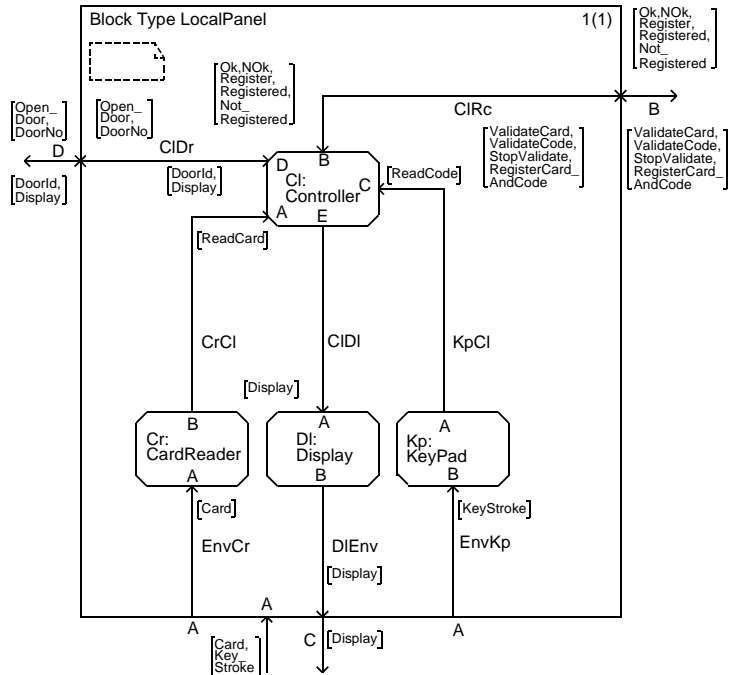 Block Type LocalPanel
1(1)
Ok,NOk,
Register,
Registered,
Not_
Registered
Ok,NOk,
Register,
Registered,
Not_
Registered
B
ClRc
[Open_
Door,
DoorNo]
[Open_
Door,
DoorNo]
D
ClDr
[DoorId,
Display]
[DoorId,
Display]
D
B
Cl:
Controller
C
A
E
[ReadCode]
[ValidateCard,
ValidateCode,
StopValidate,
RegisterCard_
AndCode]
[ValidateCard,
ValidateCode,
StopValidate,
RegisterCard_
AndCode]
[ReadCard]
CrCl
ClDl
KpCl
[Display]
B
Cr:
CardReader
A
A
Dl:
Display
B
A
Kp:
KeyPad
B
[Card]
[KeyStroke]
EnvCr
DlEnv
EnvKp
[Display]
A
A
C
[Display]
A
[Card,
Key_
Stroke]